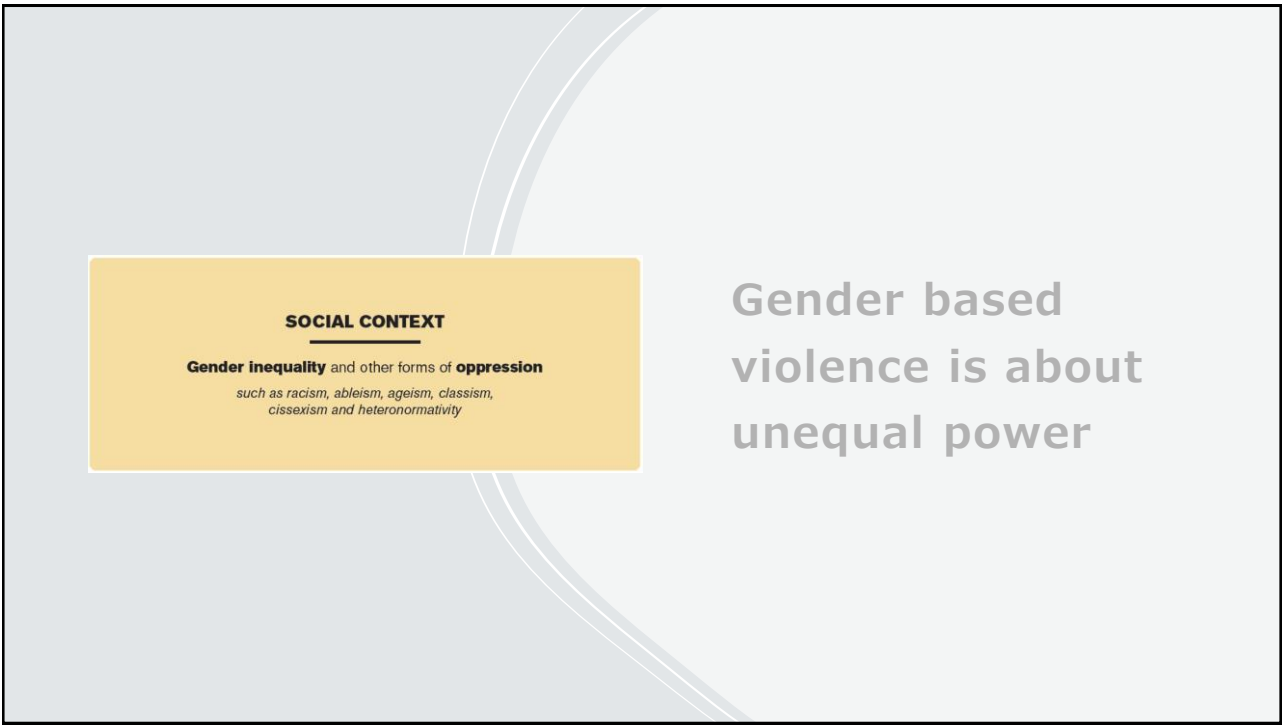 SOCIAL CONTEXT
Gender inequality and other forms of oppression
such as racism, ableism, ageism, classism,
cissexism and heteronormativity
Gender based
violence is about
unequal power